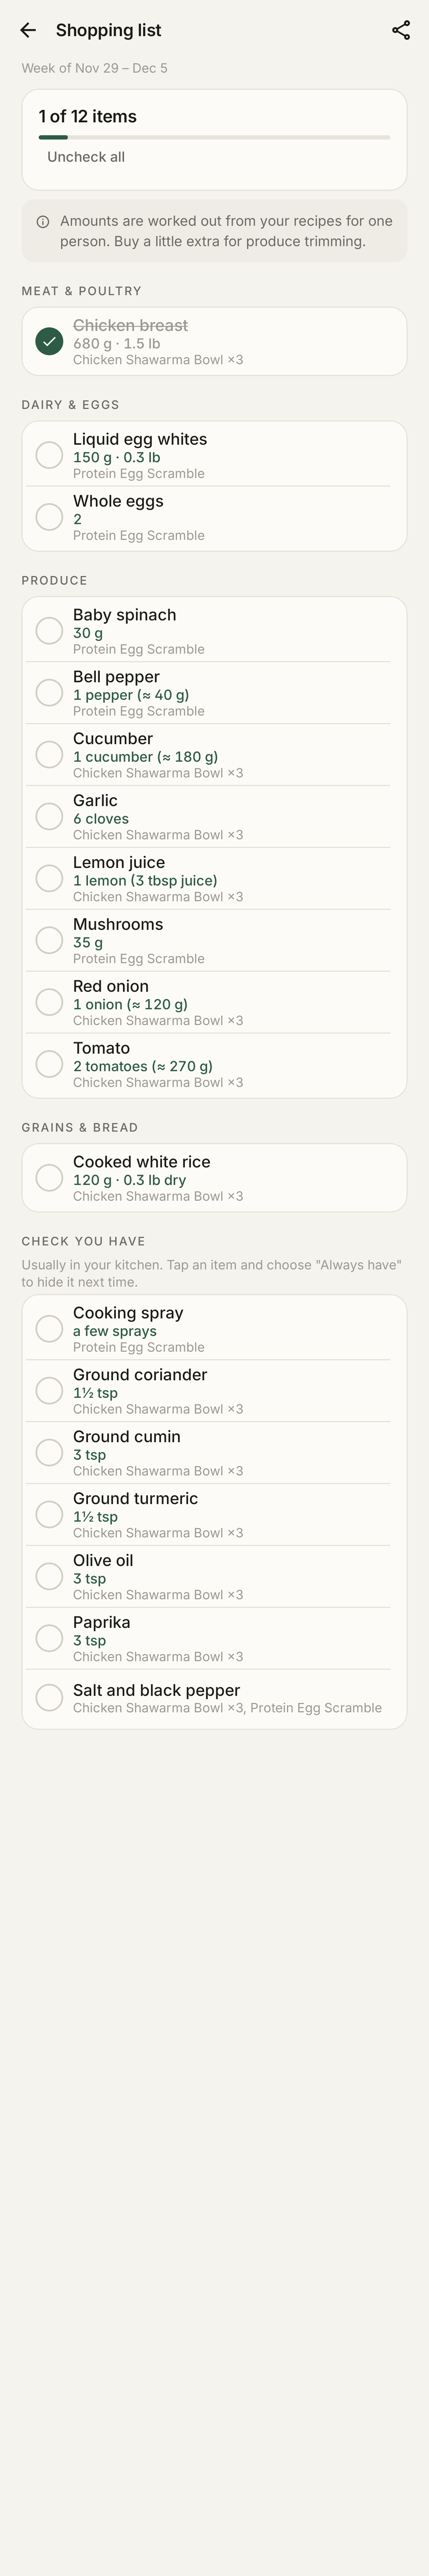 Shopping list
Week of Nov 29 – Dec 5
1 of 12 items
Uncheck all
Amounts are worked out from your recipes for one
person. Buy a little extra for produce trimming.
MEAT & POULTRY
Chicken breast
680 g · 1.5 lb
Chicken Shawarma Bowl ×3
DAIRY & EGGS
Liquid egg whites
150 g · 0.3 lb
Protein Egg Scramble
Whole eggs
2
Protein Egg Scramble
PRODUCE
Baby spinach
30 g
Protein Egg Scramble
Bell pepper
1 pepper (≈ 40 g)
Protein Egg Scramble
Cucumber
1 cucumber (≈ 180 g)
Chicken Shawarma Bowl ×3
Garlic
6 cloves
Chicken Shawarma Bowl ×3
Lemon juice
1 lemon (3 tbsp juice)
Chicken Shawarma Bowl ×3
Mushrooms
35 g
Protein Egg Scramble
Red onion
1 onion (≈ 120 g)
Chicken Shawarma Bowl ×3
Tomato
2 tomatoes (≈ 270 g)
Chicken Shawarma Bowl ×3
GRAINS & BREAD
Cooked white rice
120 g · 0.3 lb dry
Chicken Shawarma Bowl ×3
CHECK YOU HAVE
Usually in your kitchen. Tap an item and choose "Always have"
to hide it next time.
Cooking spray
a few sprays
Protein Egg Scramble
Ground coriander
1½ tsp
Chicken Shawarma Bowl ×3
Ground cumin
3 tsp
Chicken Shawarma Bowl ×3
Ground turmeric
1½ tsp
Chicken Shawarma Bowl ×3
Olive oil
3 tsp
Chicken Shawarma Bowl ×3
Paprika
3 tsp
Chicken Shawarma Bowl ×3
Salt and black pepper
Chicken Shawarma Bowl ×3, Protein Egg Scramble